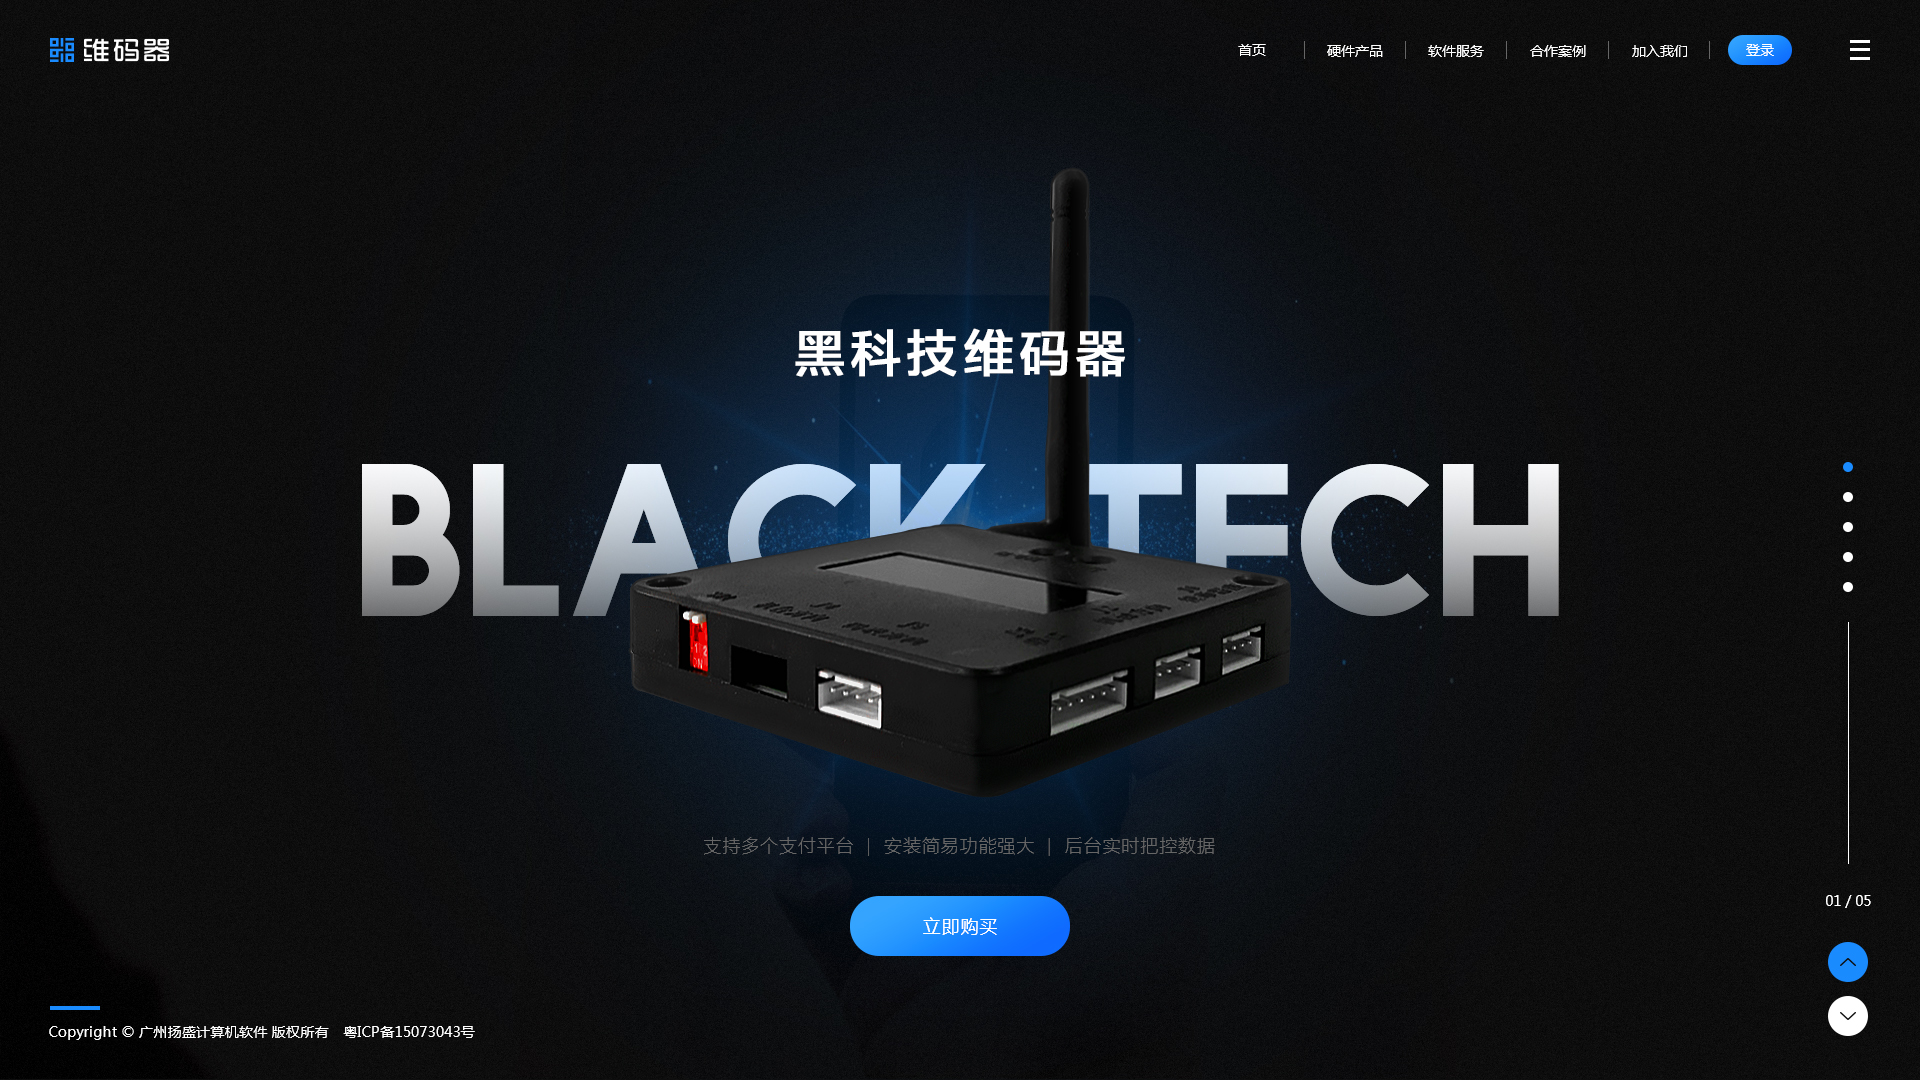 维码器
首页
硬件产品
软件服务
合作案例
加入我们
登录
黑科技维码器
BLACK TECH
1 2
ON
支持多个支付平台 | 安装简易功能强大 | 后台实时把控数据
立即购买
01 / 05
Copyright © 广州扬盛计算机软件 版权所有 粤ICP备15073043号